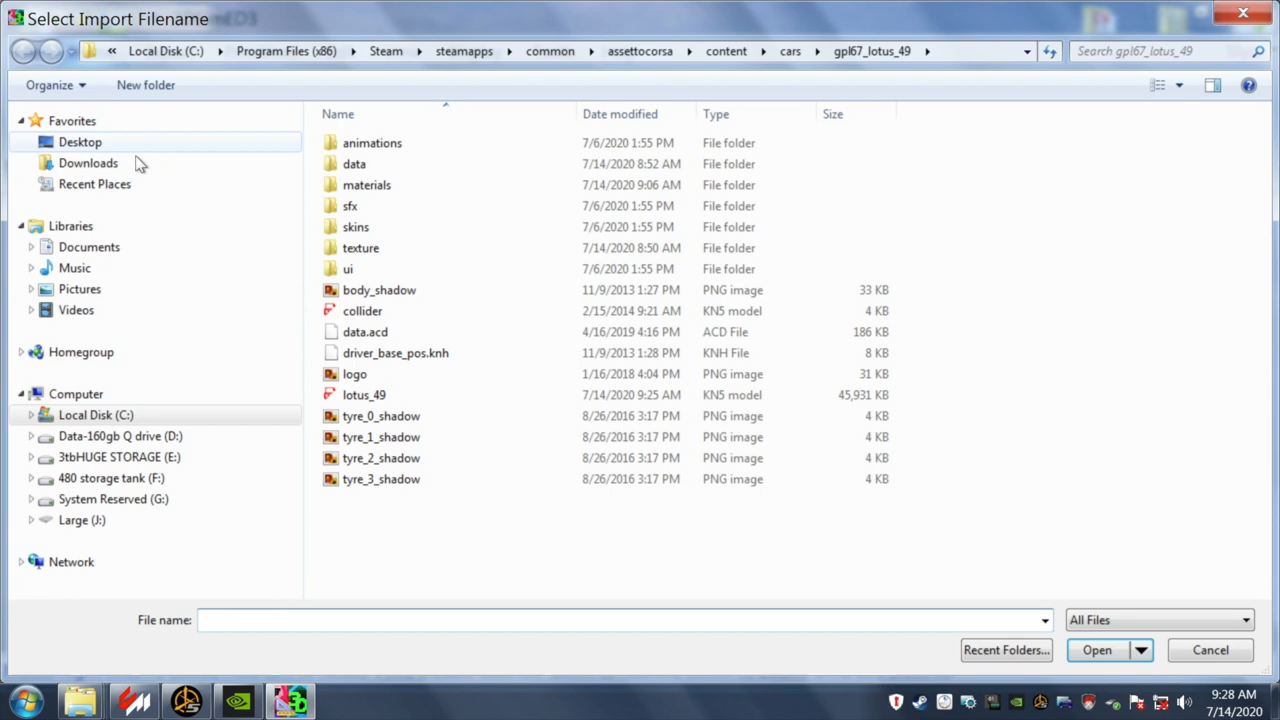 Select Import Filename
« Local Disk (C:) Program Files (x86) Steam steamapps common assettocorsa content cars gpl67_lotus_49 Search gpl67_lotus_49
Organize New folder
Name Date modified Type Size
Favorites
Desktop
Downloads
Recent Places
Libraries
Documents
Music
Pictures
Videos
Homegroup
Computer
Local Disk (C:)
Data-160gb Q drive (D:)
3tbHUGE STORAGE (E:)
480 storage tank (F:)
System Reserved (G:)
Large (J:)
Network
animations 7/6/2020 1:55 PM File folder
data 7/14/2020 8:52 AM File folder
materials 7/14/2020 9:06 AM File folder
sfx 7/6/2020 1:55 PM File folder
skins 7/6/2020 1:55 PM File folder
texture 7/14/2020 8:50 AM File folder
ui 7/6/2020 1:55 PM File folder
body_shadow 11/9/2013 1:27 PM PNG image 33 KB
collider 2/15/2014 9:21 AM KN5 model 4 KB
data.acd 4/16/2019 4:16 PM ACD File 186 KB
driver_base_pos.knh 11/9/2013 1:28 PM KNH File 8 KB
logo 1/16/2018 4:04 PM PNG image 31 KB
lotus_49 7/14/2020 9:25 AM KN5 model 45,931 KB
tyre_0_shadow 8/26/2016 3:17 PM PNG image 4 KB
tyre_1_shadow 8/26/2016 3:17 PM PNG image 4 KB
tyre_2_shadow 8/26/2016 3:17 PM PNG image 4 KB
tyre_3_shadow 8/26/2016 3:17 PM PNG image 4 KB
File name: All Files
Recent Folders... Open Cancel
9:28 AM
7/14/2020